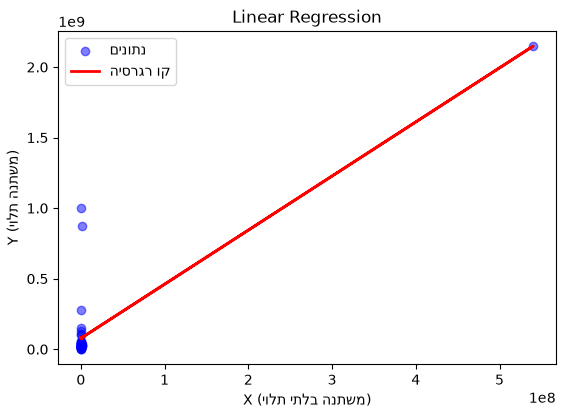 Linear Regression
1e9
נתונים
קו רגרסיה
2.0
1.5
1.0
0.5
0.0
Y (משתנה תלוי)
0 1 2 3 4 5
1e8
X (משתנה בלתי תלוי)